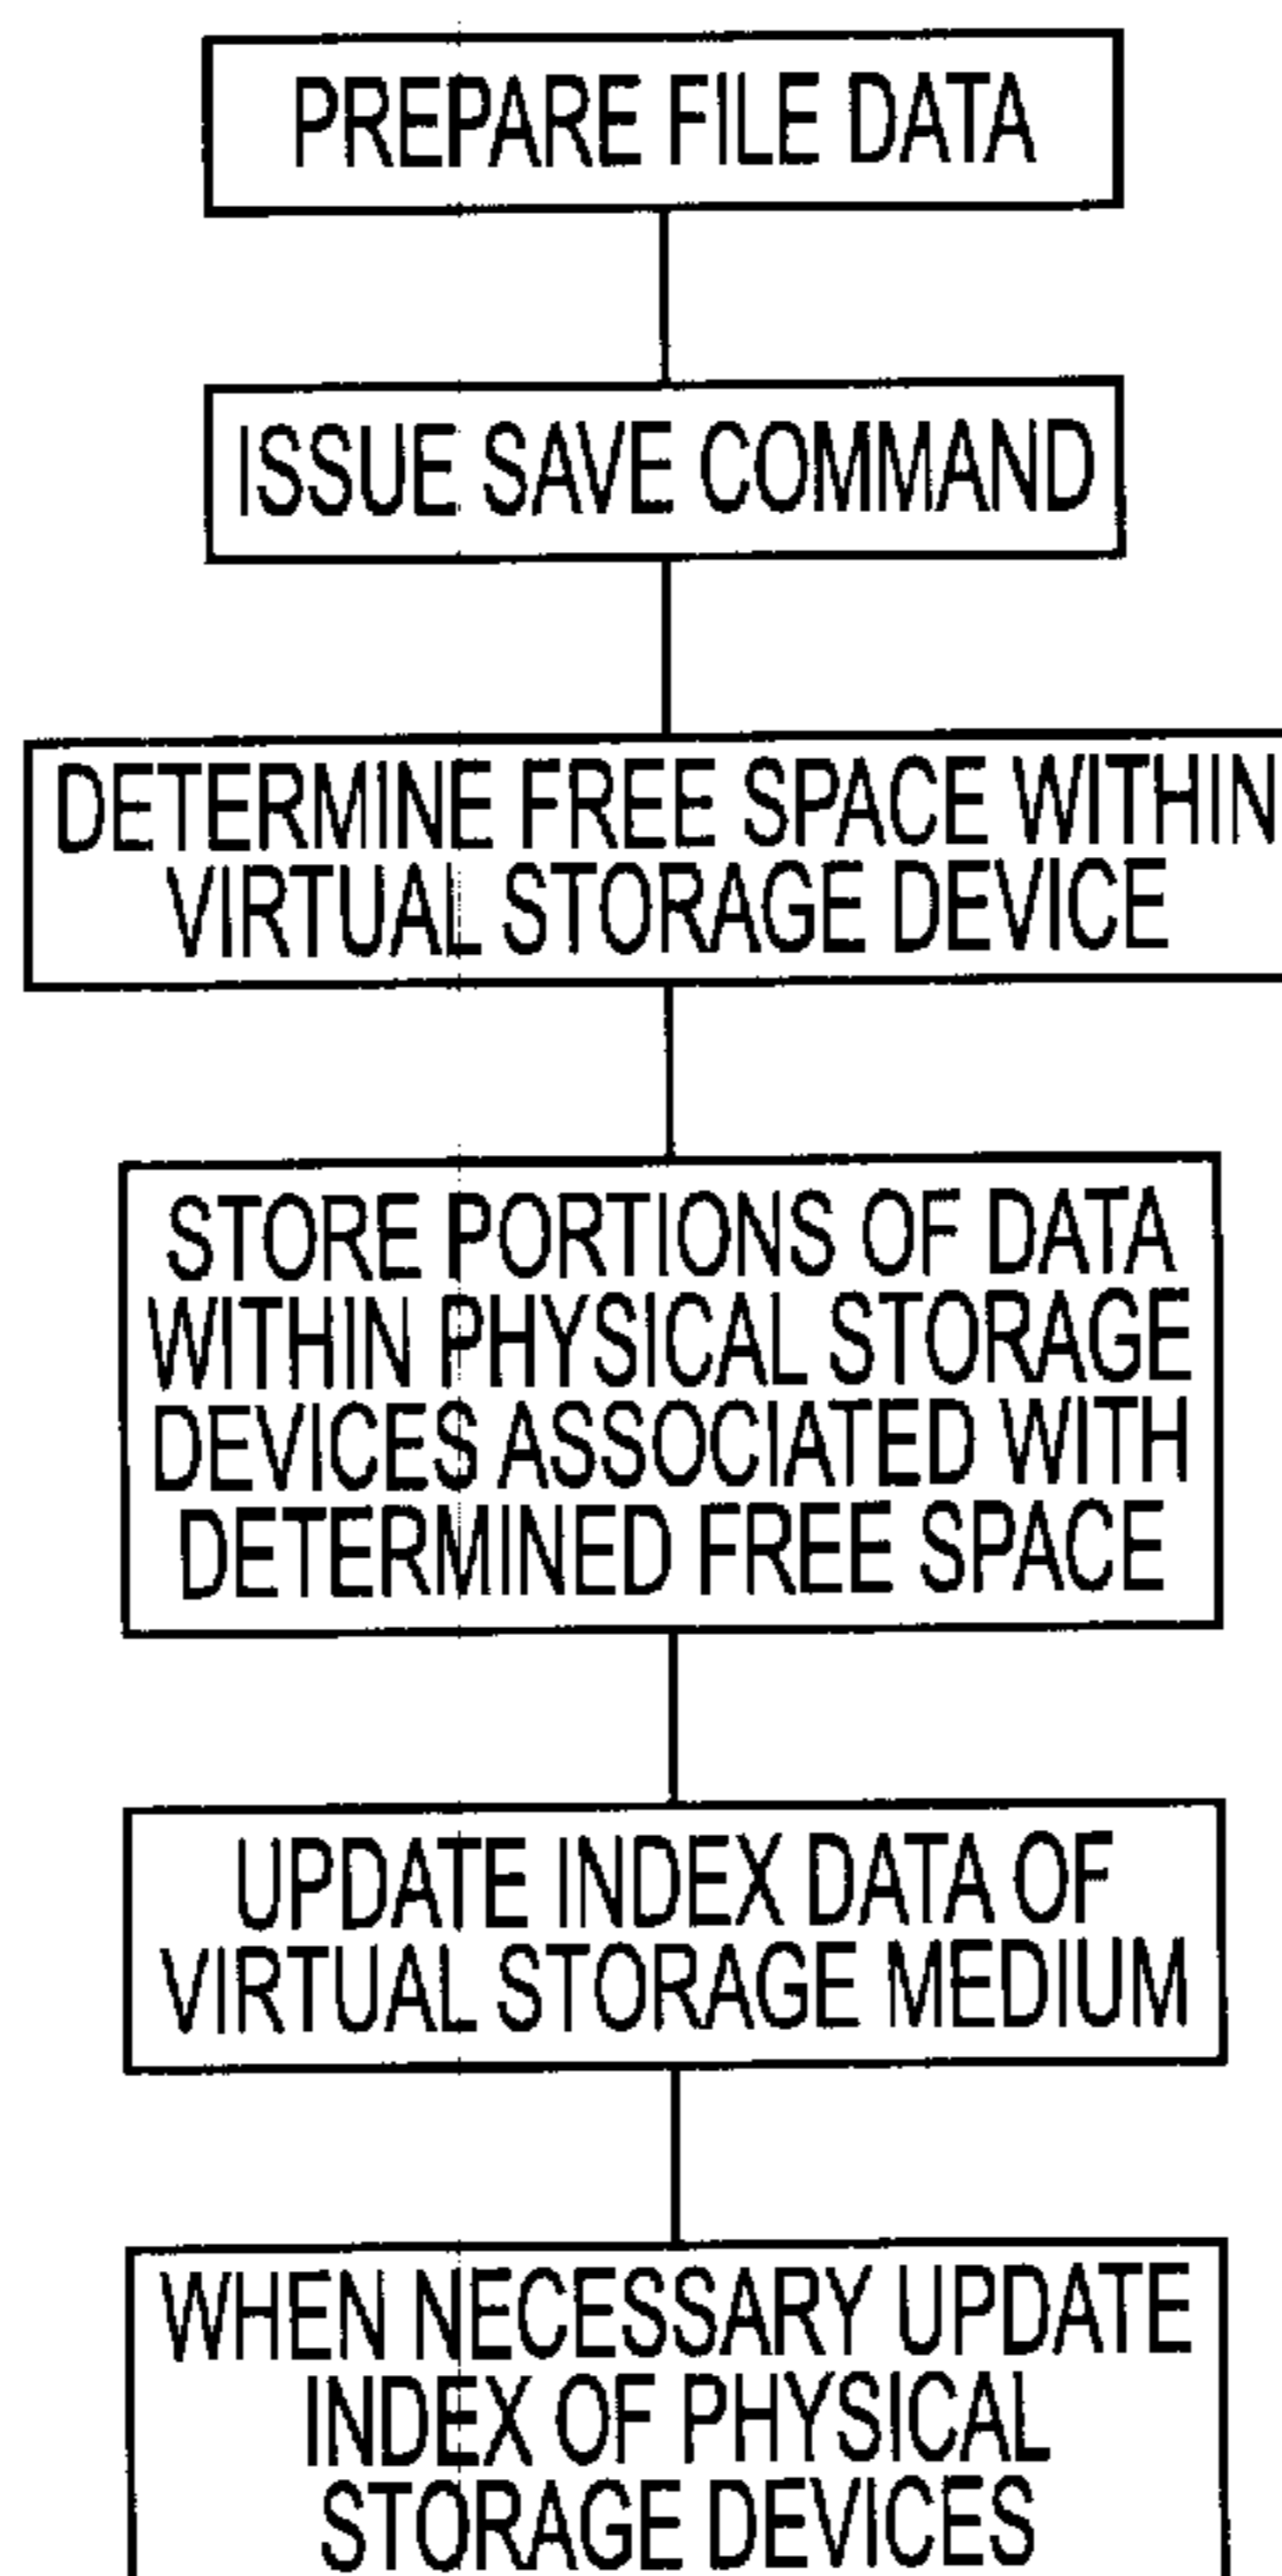 PREPARE FILE DATA
ISSUE SAVE COMMAND
DETERMINE FREE SPACE WITHIN
VIRTUAL STORAGE DEVICE
STORE PORTIONS OF DATA
WITHIN PHYSICAL STORAGE
DEVICES ASSOCIATED WITH
DETERMINED FREE SPACE
UPDATE INDEX DATA OF
VIRTUAL STORAGE MEDIUM
WHEN NECESSARY UPDATE
INDEX OF PHYSICAL
STORAGE DEVICES